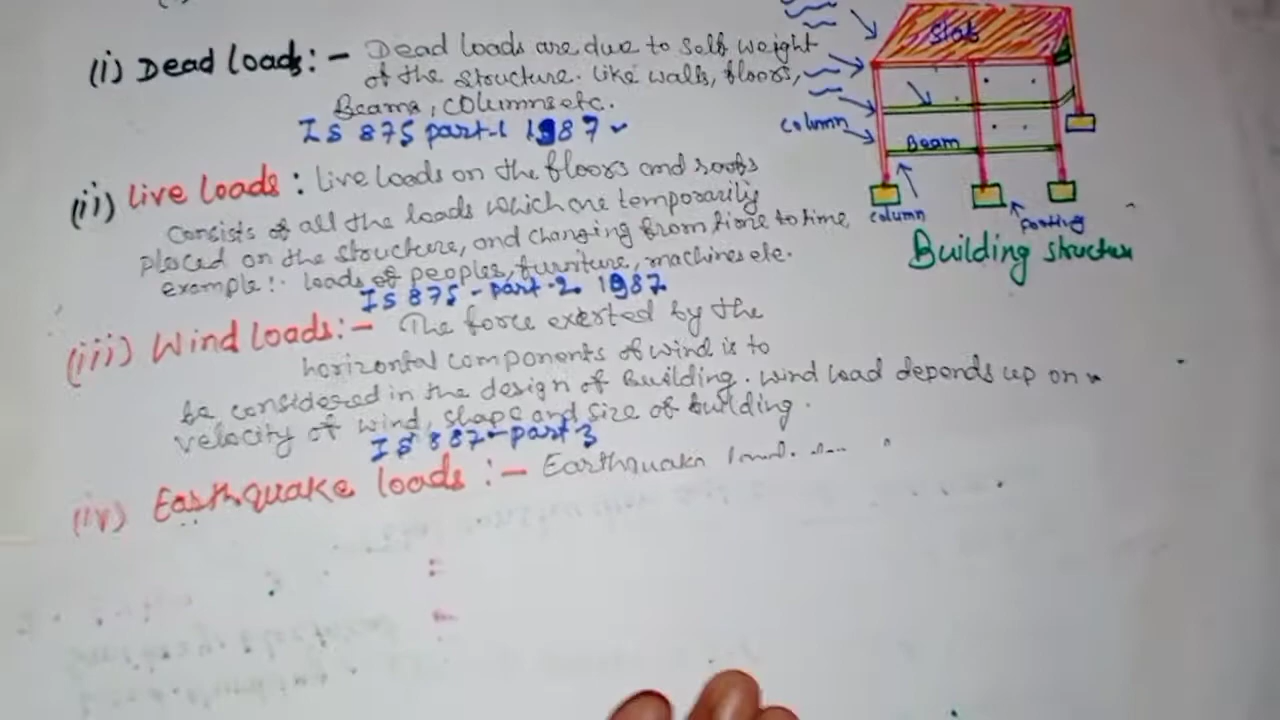 (i) Dead loads:- Dead loads are due to self weight
of the structure. Like walls, floors,
Beams, columns etc.
IS 875 part-1 1987
(ii) Live loads: Live loads on the floors and roofs
consists of all the loads which are temporarily
placed on the structure, and changing from time to time
example:. loads of peoples, furniture, machines etc.
IS 875 - part-2 1987
(iii) Wind loads:- The force exerted by the
horizontal components of wind is to
be considered in the design of Building. wind load depends up on
velocity of wind, shape and size of building.
IS 887-part 3
(iv) Earthquake loads:- Earthquake
Slab
column
Beam
column
Footing
Building structure